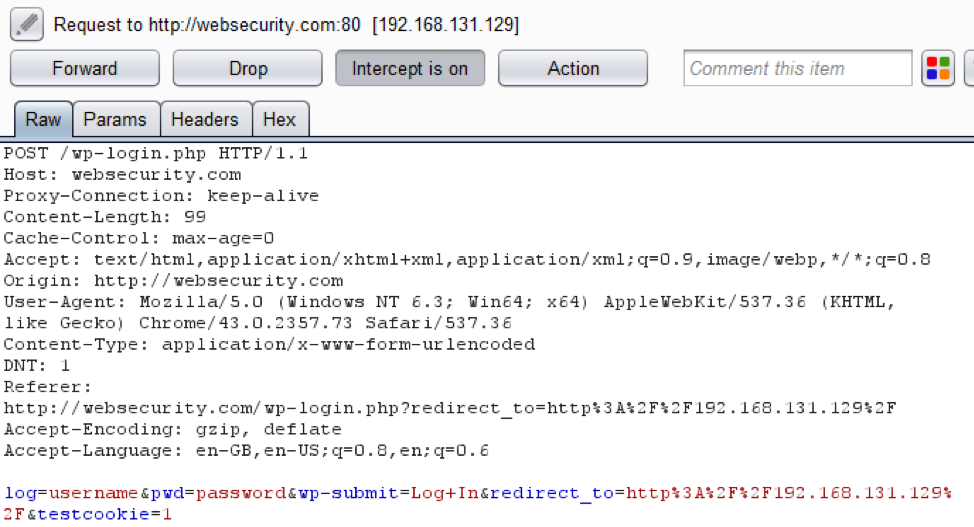 Request to http://websecurity.com:80 [192.168.131.129]
Forward Drop Intercept is on Action Comment this item
Raw Params Headers Hex
POST /wp-login.php HTTP/1.1
Host: websecurity.com
Proxy-Connection: keep-alive
Content-Length: 99
Cache-Control: max-age=0
Accept: text/html,application/xhtml+xml,application/xml;q=0.9,image/webp,*/*;q=0.8
Origin: http://websecurity.com
User-Agent: Mozilla/5.0 (Windows NT 6.3; Win64; x64) AppleWebKit/537.36 (KHTML,
like Gecko) Chrome/43.0.2357.73 Safari/537.36
Content-Type: application/x-www-form-urlencoded
DNT: 1
Referer:
http://websecurity.com/wp-login.php?redirect_to=http%3A%2F%2F192.168.131.129%2F
Accept-Encoding: gzip, deflate
Accept-Language: en-GB,en-US;q=0.8,en;q=0.6
log=username&pwd=password&wp-submit=Log+In&redirect_to=http%3A%2F%2F192.168.131.129%
2F&testcookie=1